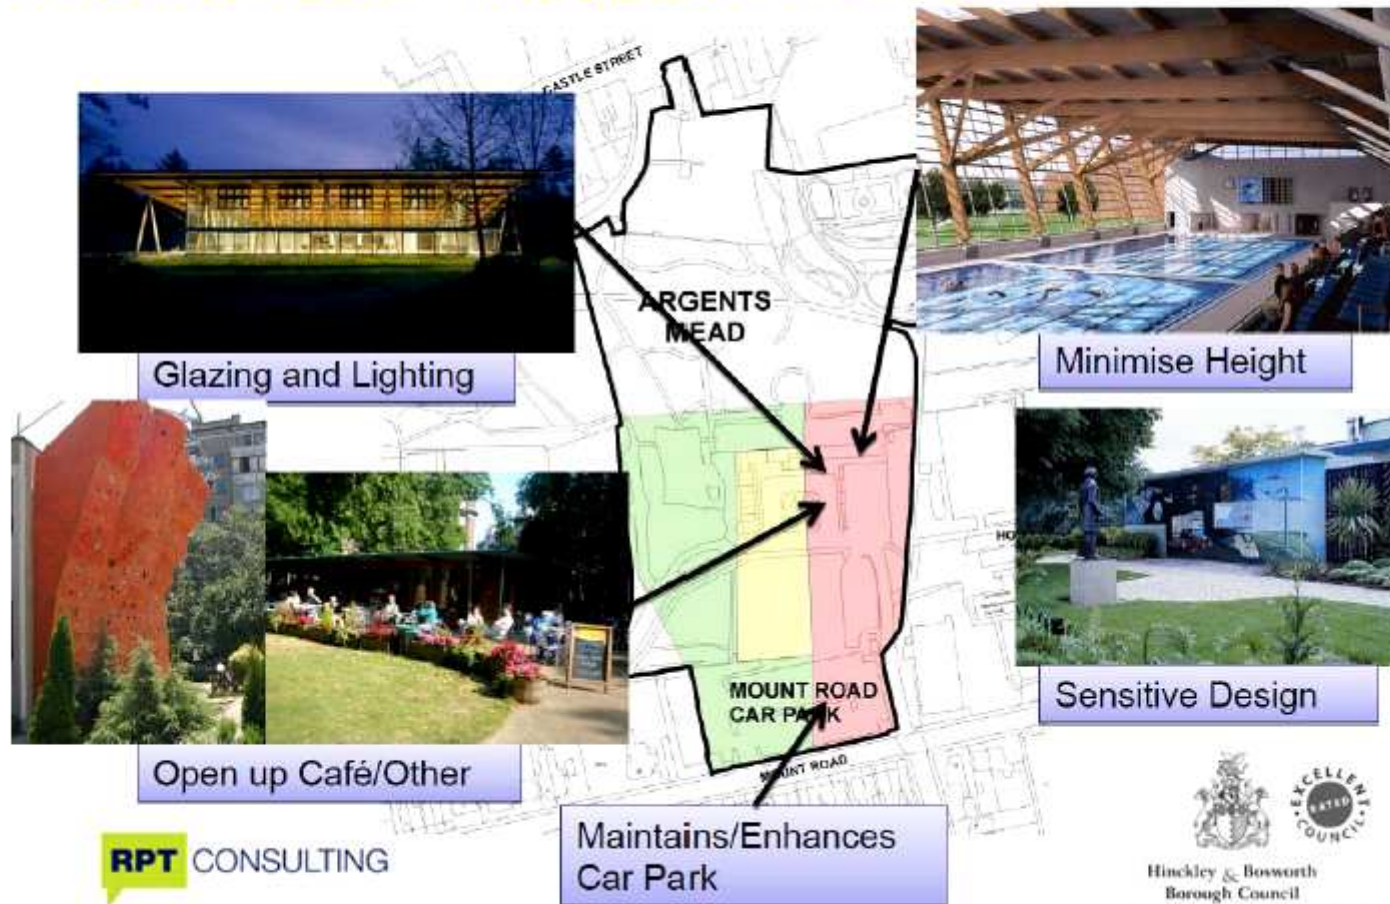 CASTLE STREET
ARGENTS
MEAD
Glazing and Lighting
Minimise Height
MOUNT ROAD
CAR PARK
Sensitive Design
MOUNT ROAD
Open up Café/Other
Maintains/Enhances
Car Park
RPT CONSULTING
EXCELLENT
RATED
COUNCIL
Hinckley & Bosworth
Borough Council